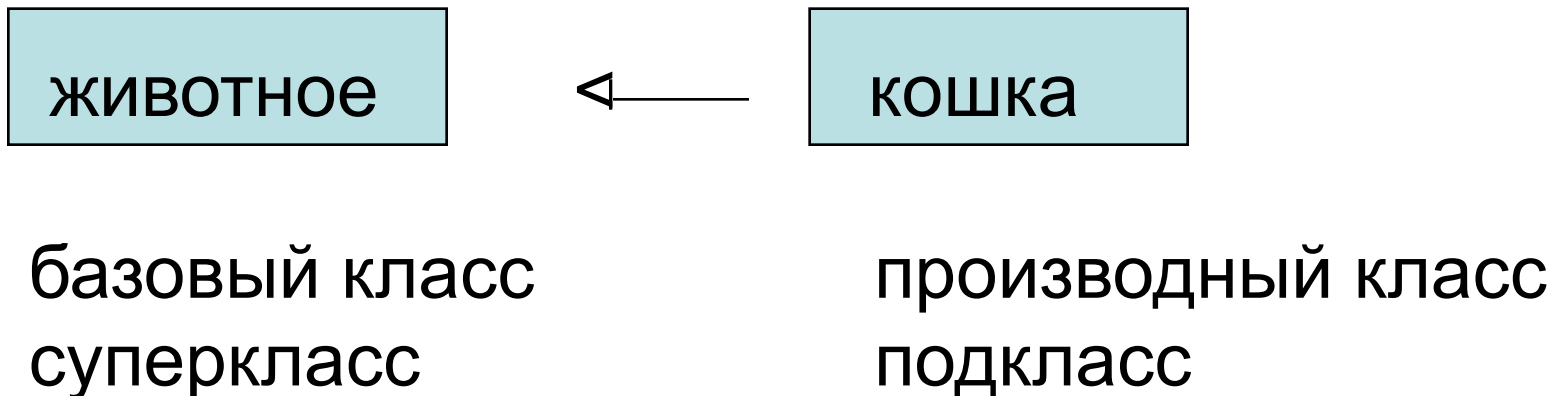 животное
кошка
базовый класс
суперкласс
производный класс
подкласс